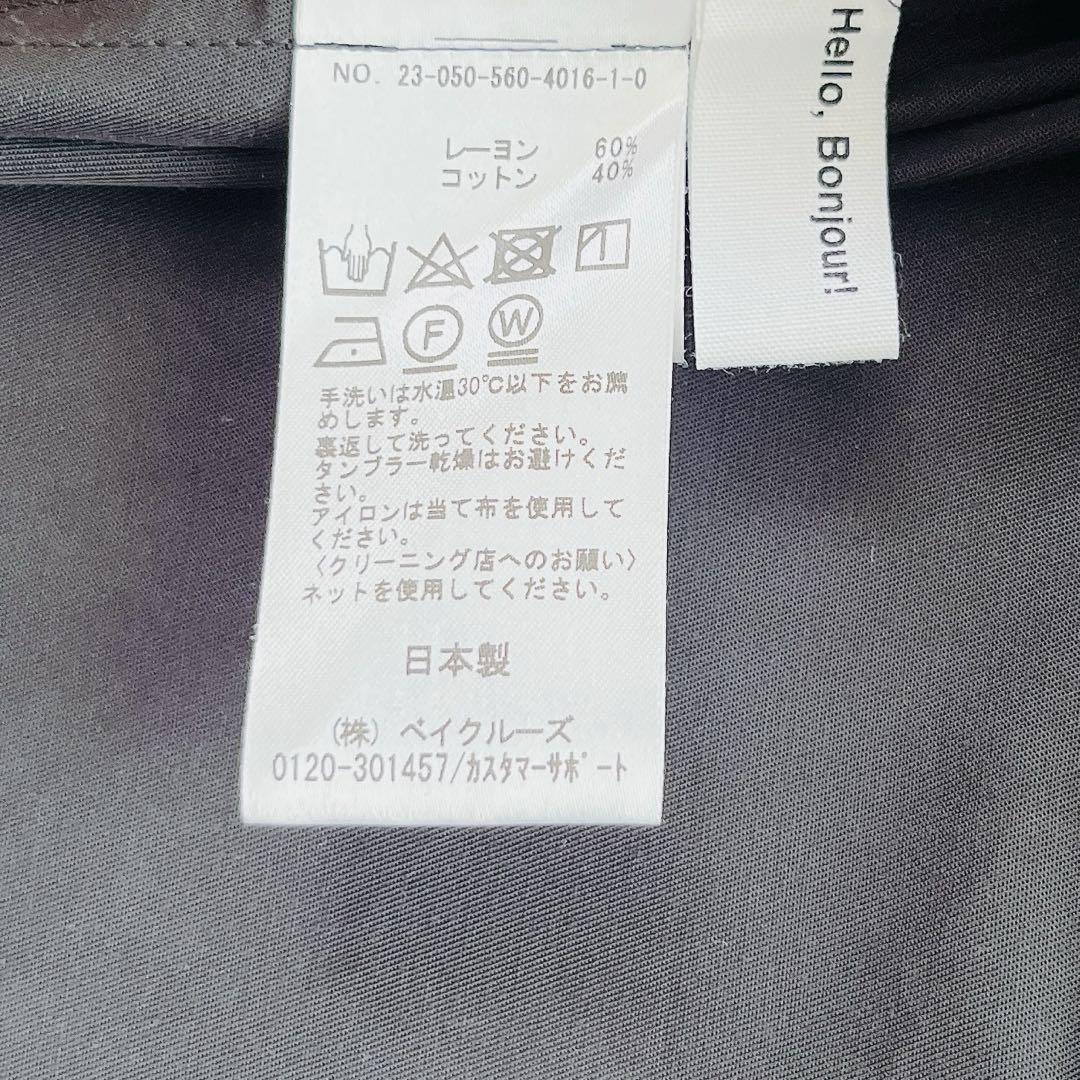 NO. 23-050-560-4016-1-0
レーヨン 60%
コットン 40%
F
W
手洗いは水温30℃以下をお薦
めします。
裏返して洗ってください。
タンブラー乾燥はお避けくだ
さい。
アイロンは当て布を使用して
ください。
〈クリーニング店へのお願い〉
ネットを使用してください。
日本製
(株) ベイクルーズ
0120-301457/カスタマーサポート
Hello, Bonjour!